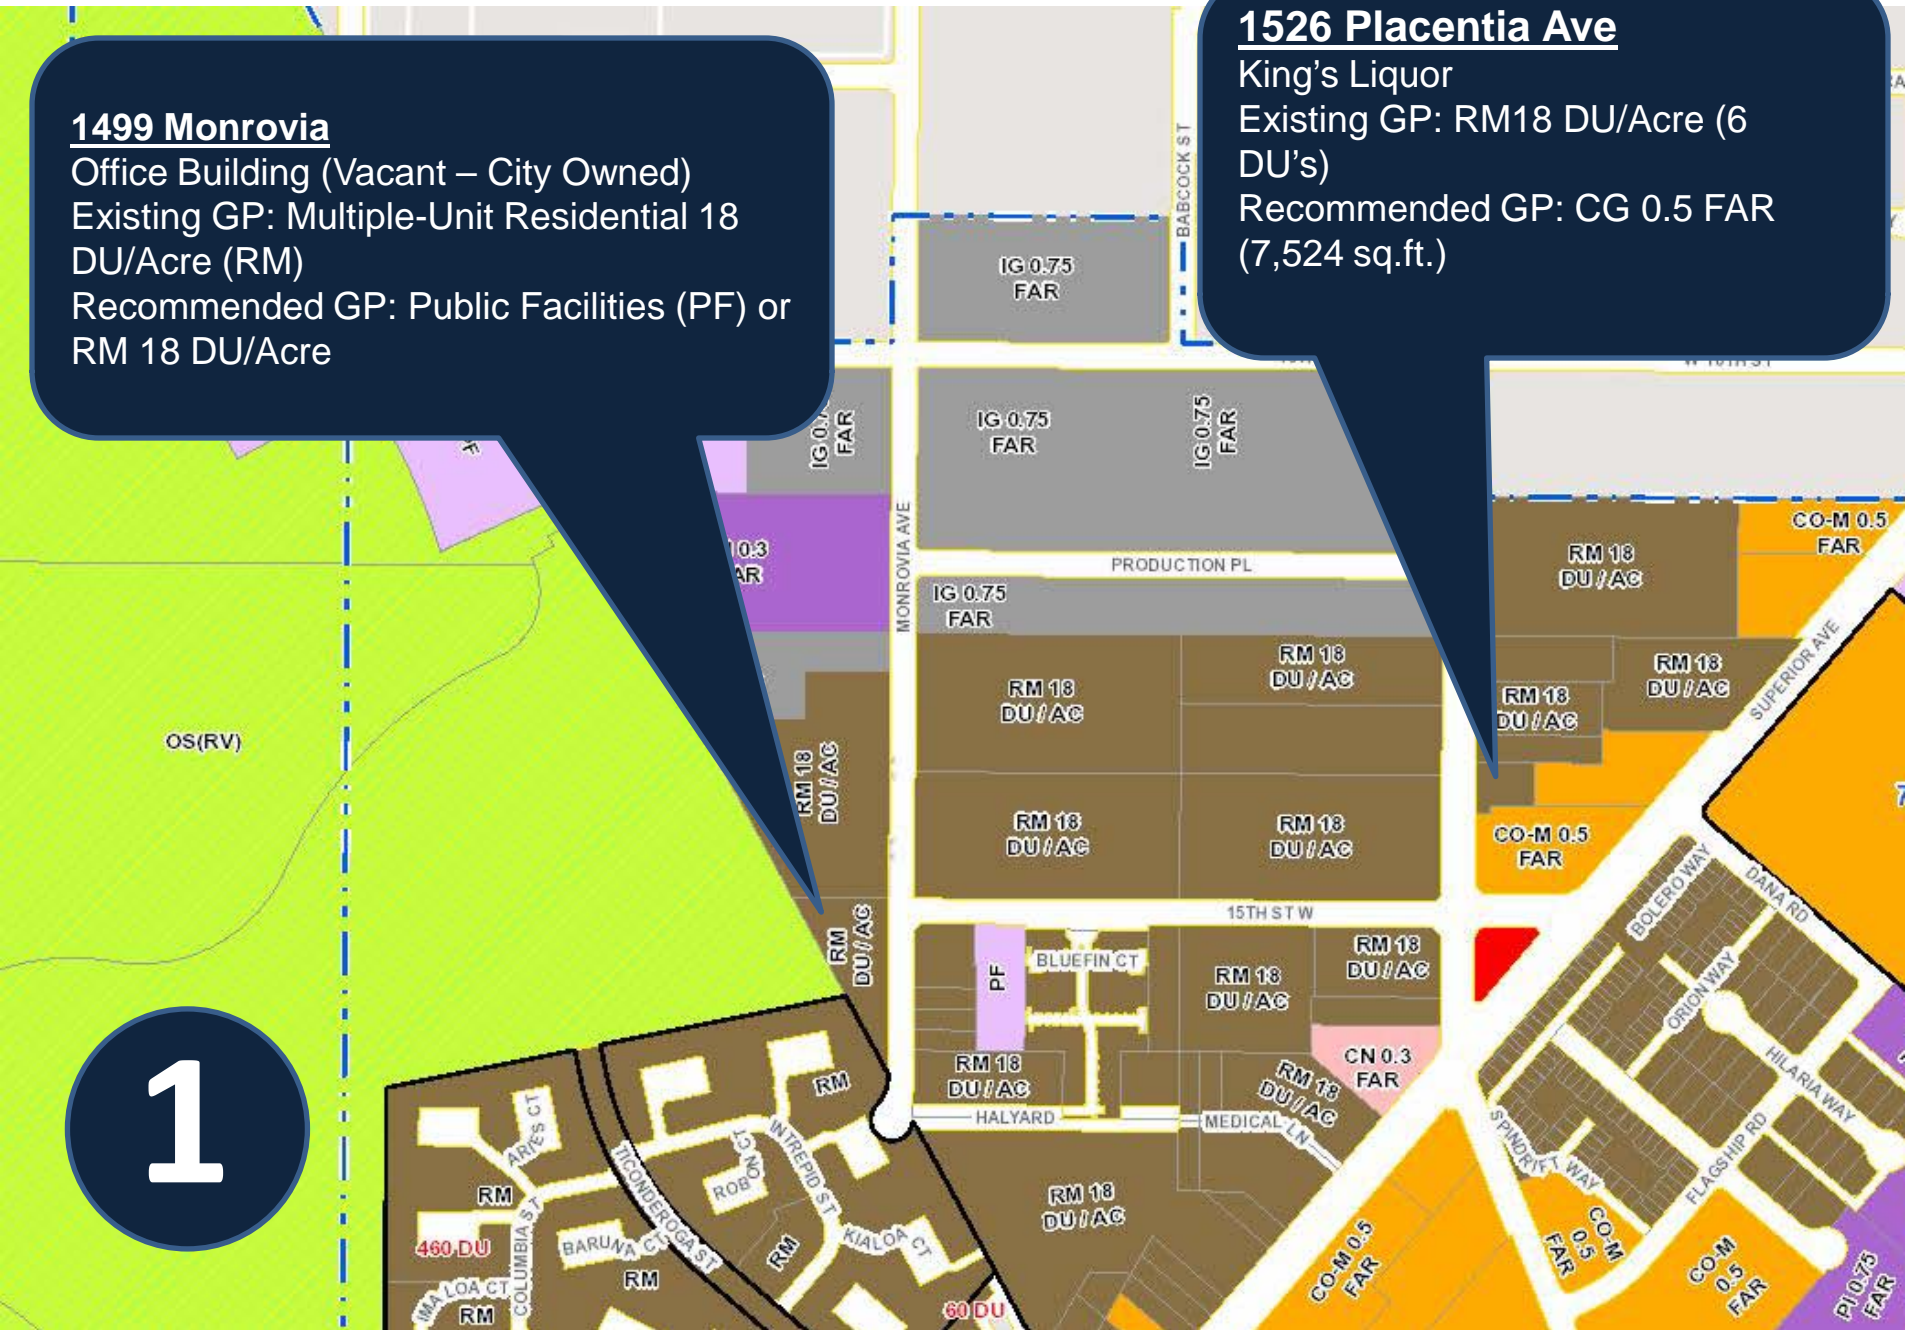 1499 Monrovia
Office Building (Vacant – City Owned)
Existing GP: Multiple-Unit Residential 18
DU/Acre (RM)
Recommended GP: Public Facilities (PF) or
RM 18 DU/Acre
1526 Placentia Ave
King's Liquor
Existing GP: RM18 DU/Acre (6
DU's)
Recommended GP: CG 0.5 FAR
(7,524 sq.ft.)
BABCOCK ST
IG 0.75
FAR
FAR
IG 0.75
FAR
IG 0.75
FAR
MONROVIA AVE
0.3
PRODUCTION PL
IG 0.75
FAR
RM 18
DU / AC
CO-M 0.5
FAR
SUPERIOR AVE
RM 18
DU / AC
RM 18
DU / AC
RM 18
DU / AC
RM 18
DU / AC
OS(RV)
RM 18
DU / AC
RM 18
DU / AC
RM 18
DU / AC
CO-M 0.5
FAR
BOLERO WAY
DANA RD
15TH ST W
RM
DU / AC
PF
BLUEFIN CT
RM 18
DU / AC
RM 18
DU / AC
ORION WAY
HILARIA WAY
1
RM 18
DU / AC
RM 18
DU / AC
CN 0.3
FAR
HALYARD
MEDICAL LN
SPINDRIFT WAY
FLAGSHIP RD
RM
ARIES CT
ROBON CT
INTREPID ST
TICONDEROGA ST
RM
460 DU
COLUMBIA ST
BARUNA CT
RM
RM
KIALOA CT
RM 18
DU / AC
CO-M 0.5
FAR
CO-M
0.5
FAR
CO-M
0.5
FAR
PI 0.75
FAR
LOA CT
RM
60 DU